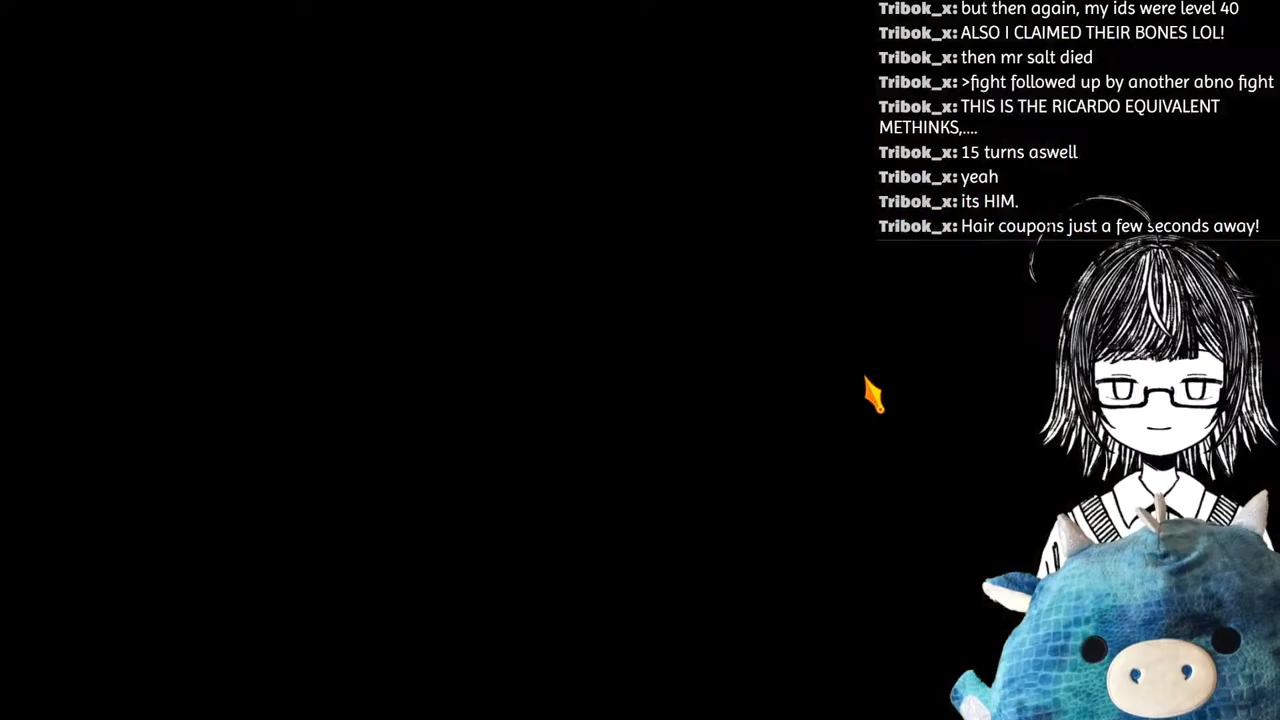 Tribok_x: but then again, my ids were level 40
Tribok_x: ALSO I CLAIMED THEIR BONES LOL!
Tribok_x: then mr salt died
Tribok_x: >fight followed up by another abno fight
Tribok_x: THIS IS THE RICARDO EQUIVALENT
METHINKS,....
Tribok_x: 15 turns aswell
Tribok_x: yeah
Tribok_x: its HIM.
Tribok_x: Hair coupons just a few seconds away!